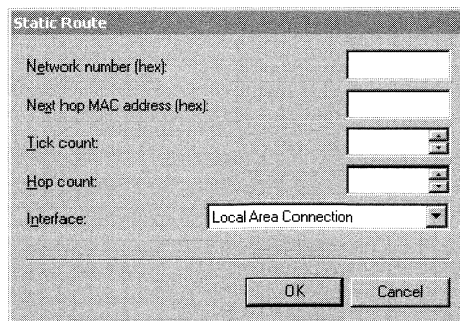 Static Route
Network number (hex):
Next hop MAC address (hex):
Tick count:
Hop count:
Interface:
Local Area Connection
OK
Cancel